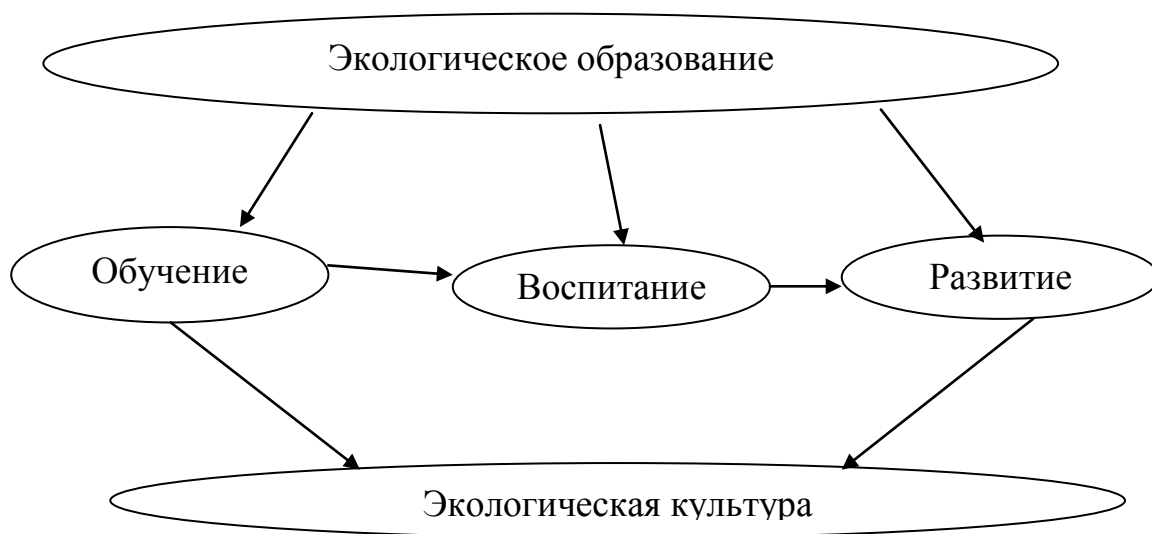 Экологическое образование
Обучение
Воспитание
Развитие
Экологическая культура